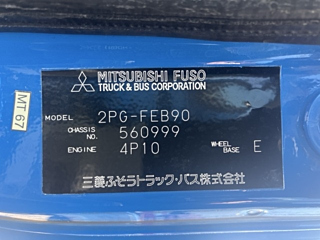 MITSUBISHI FUSO
TRUCK & BUS CORPORATION
MODEL 2PG-FEB90
CHASSIS NO. 560999
ENGINE 4P10 WHEEL BASE E
三菱ふそうトラック・バス株式会社
MT67